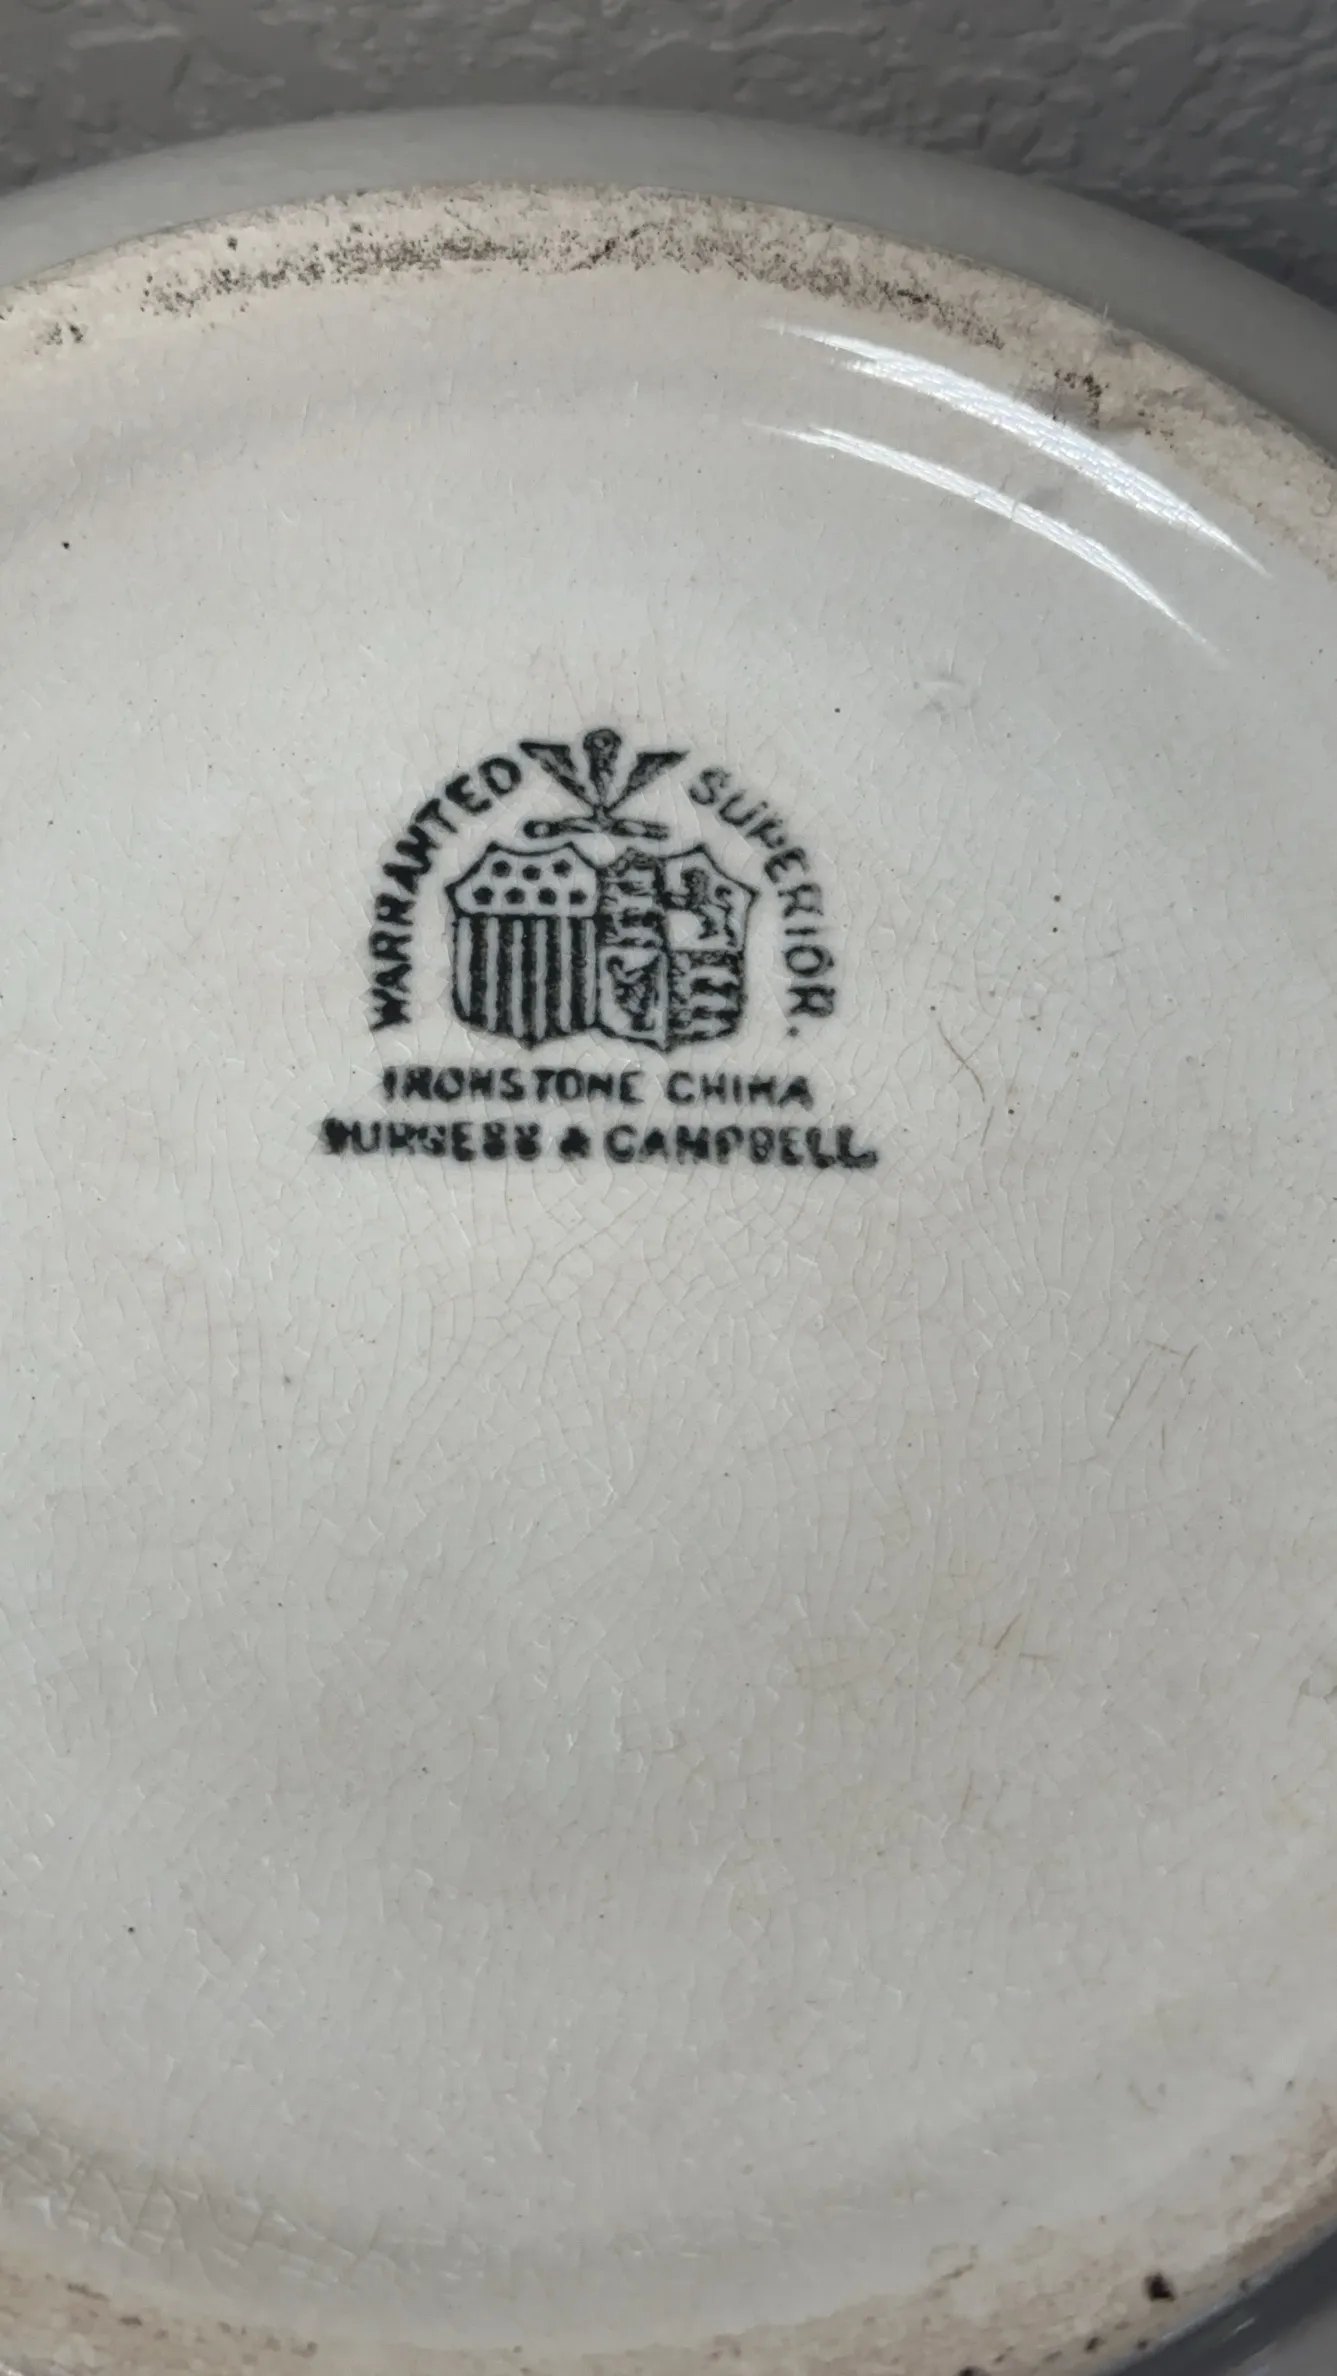 WARRANTED SUPERIOR.
IRONSTONE CHINA
BURGESS & CAMPBELL